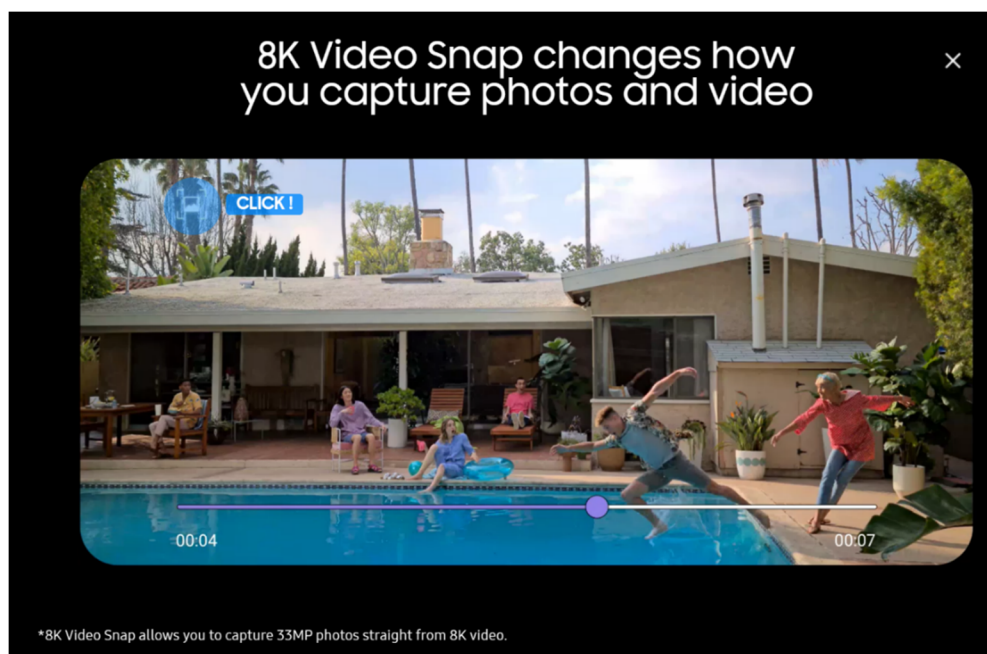 8K Video Snap changes how
you capture photos and video
CLICK !
00:04
00:07
*8K Video Snap allows you to capture 33MP photos straight from 8K video.